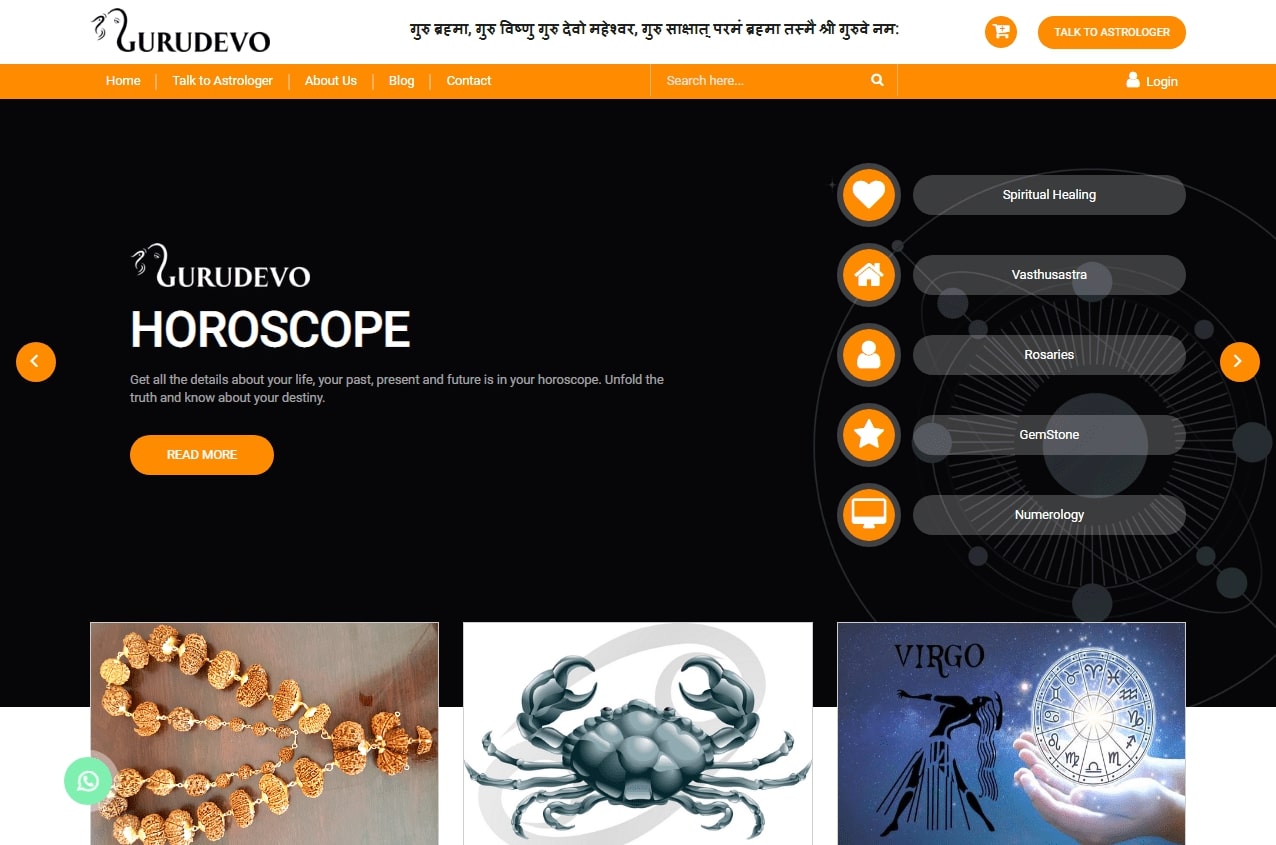 GURUDEVO
गुरु ब्रह्मा, गुरु विष्णु गुरु देवो महेश्वर, गुरु साक्षात् परमं ब्रह्मा तस्मै श्री गुरुवे नम:
TALK TO ASTROLOGER
Home
Talk to Astrologer
About Us
Blog
Contact
Search here...
Login
GURUDEVO
HOROSCOPE
Get all the details about your life, your past, present and future is in your horoscope. Unfold the
truth and know about your destiny.
READ MORE
Spiritual Healing
Vasthusastra
Rosaries
GemStone
Numerology
VIRGO